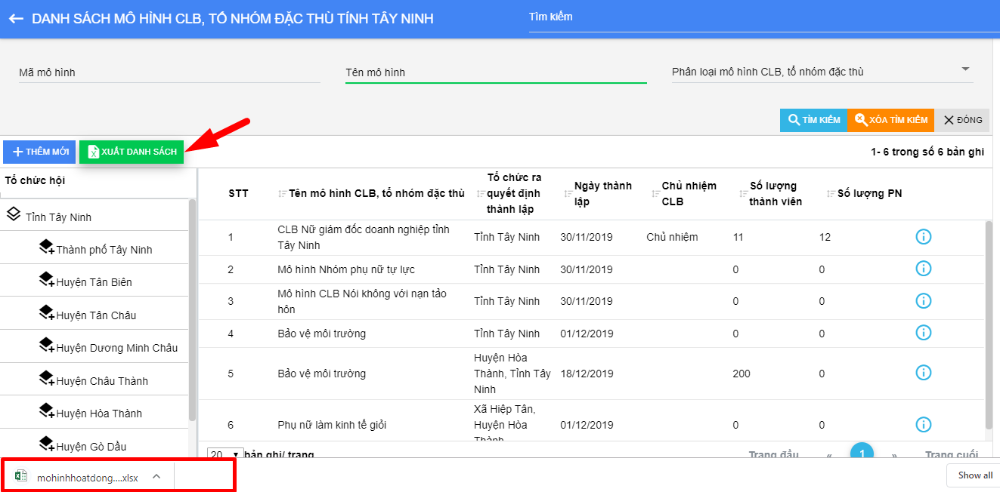 DANH SÁCH MÔ HÌNH CLB, TỔ NHÓM ĐẶC THÙ TỈNH TÂY NINH
Tìm kiếm
Mã mô hình
Tên mô hình
Phân loại mô hình CLB, tổ nhóm đặc thù
TÌM KIẾM
XÓA TÌM KIẾM
ĐÓNG
THÊM MỚI
XUẤT DANH SÁCH
1- 6 trong số 6 bản ghi
Tổ chức hội
Tỉnh Tây Ninh
Thành phố Tây Ninh
Huyện Tân Biên
Huyện Tân Châu
Huyện Dương Minh Châu
Huyện Châu Thành
Huyện Hòa Thành
Huyện Gò Dầu
STT
Tên mô hình CLB, tổ nhóm đặc thù
Tổ chức ra
quyết định
thành lập
Ngày thành
lập
Chủ nhiệm
CLB
Số lượng
thành viên
Số lượng PN
1
CLB Nữ giám đốc doanh nghiệp tỉnh
Tây Ninh
Tỉnh Tây Ninh
30/11/2019
Chủ nhiệm
11
12
2
Mô hình Nhóm phụ nữ tự lực
Tỉnh Tây Ninh
30/11/2019
0
0
3
Mô hình CLB Nói không với nạn tảo
hôn
Tỉnh Tây Ninh
30/11/2019
0
0
4
Bảo vệ môi trường
Tỉnh Tây Ninh
01/12/2019
0
0
5
Bảo vệ môi trường
Huyện Hòa
Thành, Tỉnh Tây
Ninh
18/12/2019
200
0
6
Phụ nữ làm kinh tế giỏi
Xã Hiệp Tân,
Huyện Hòa
Thành
01/12/2019
0
0
20
bản ghi/ trang
Trang đầu
«
1
»
Trang cuối
mohinhhoatdong....xlsx
Show all